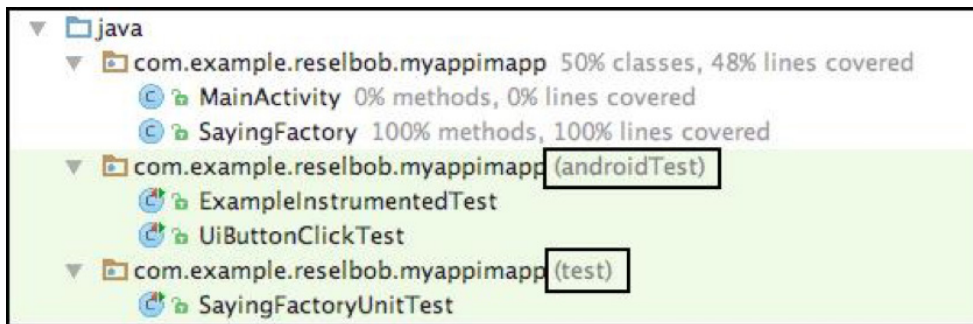 java
com.example.reselbob.myappimapp 50% classes, 48% lines covered
MainActivity 0% methods, 0% lines covered
SayingFactory 100% methods, 100% lines covered
com.example.reselbob.myappimapp (androidTest)
ExampleInstrumentedTest
UiButtonClickTest
com.example.reselbob.myappimapp (test)
SayingFactoryUnitTest